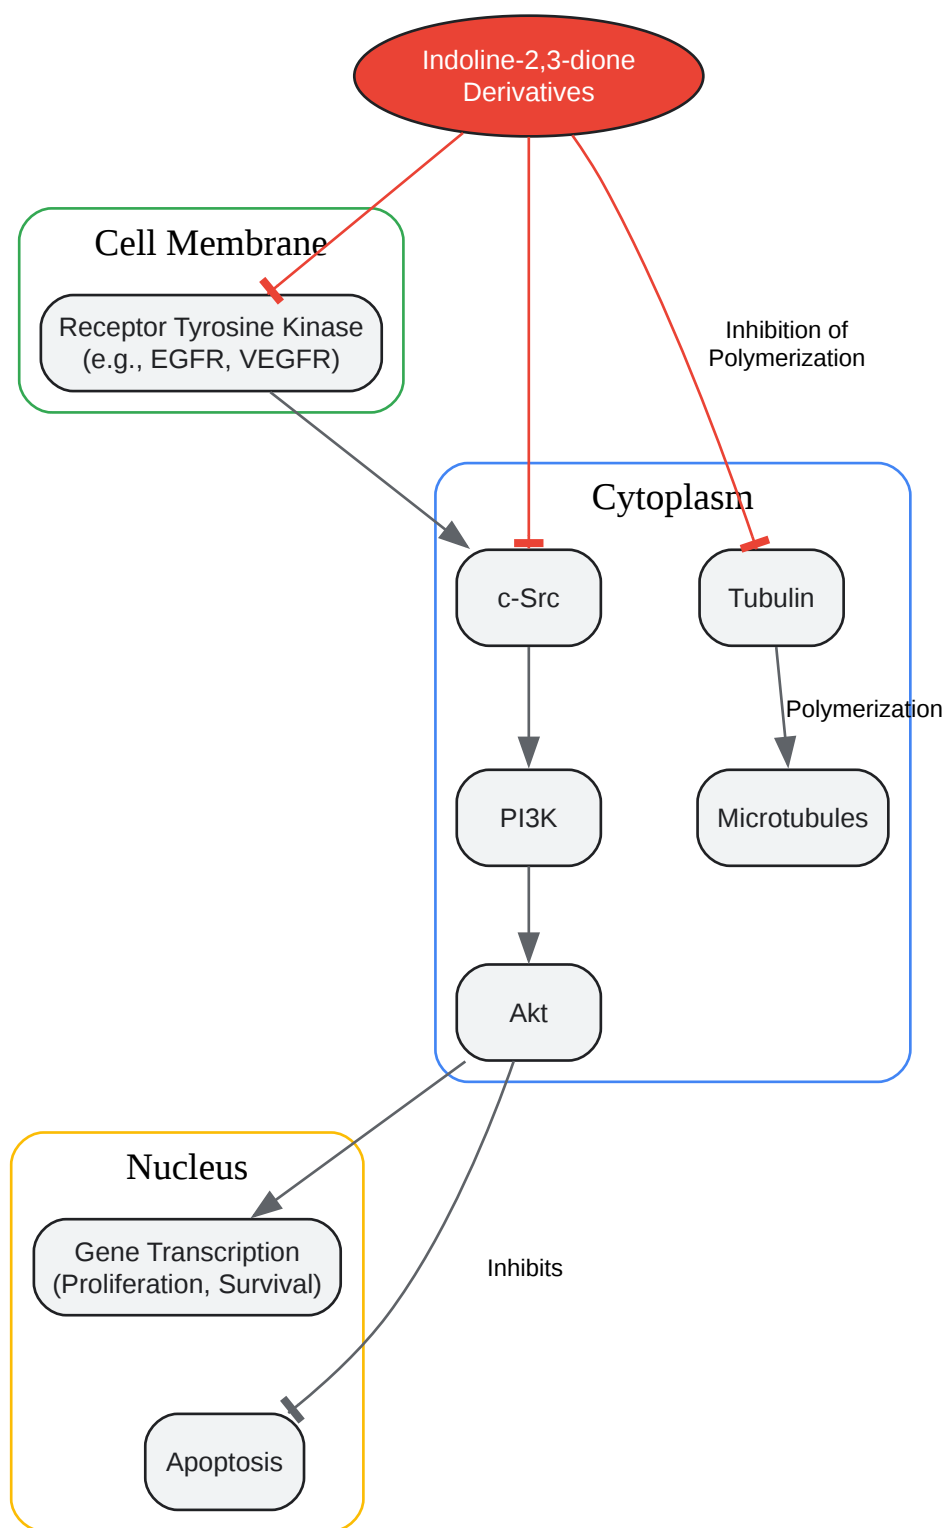 Indoline-2,3-dione
Derivatives
Cell Membrane
Receptor Tyrosine Kinase
(e.g., EGFR, VEGFR)
Inhibition of
Polymerization
Cytoplasm
c-Src
Tubulin
Polymerization
PI3K
Microtubules
Akt
Nucleus
Gene Transcription
(Proliferation, Survival)
Inhibits
Apoptosis